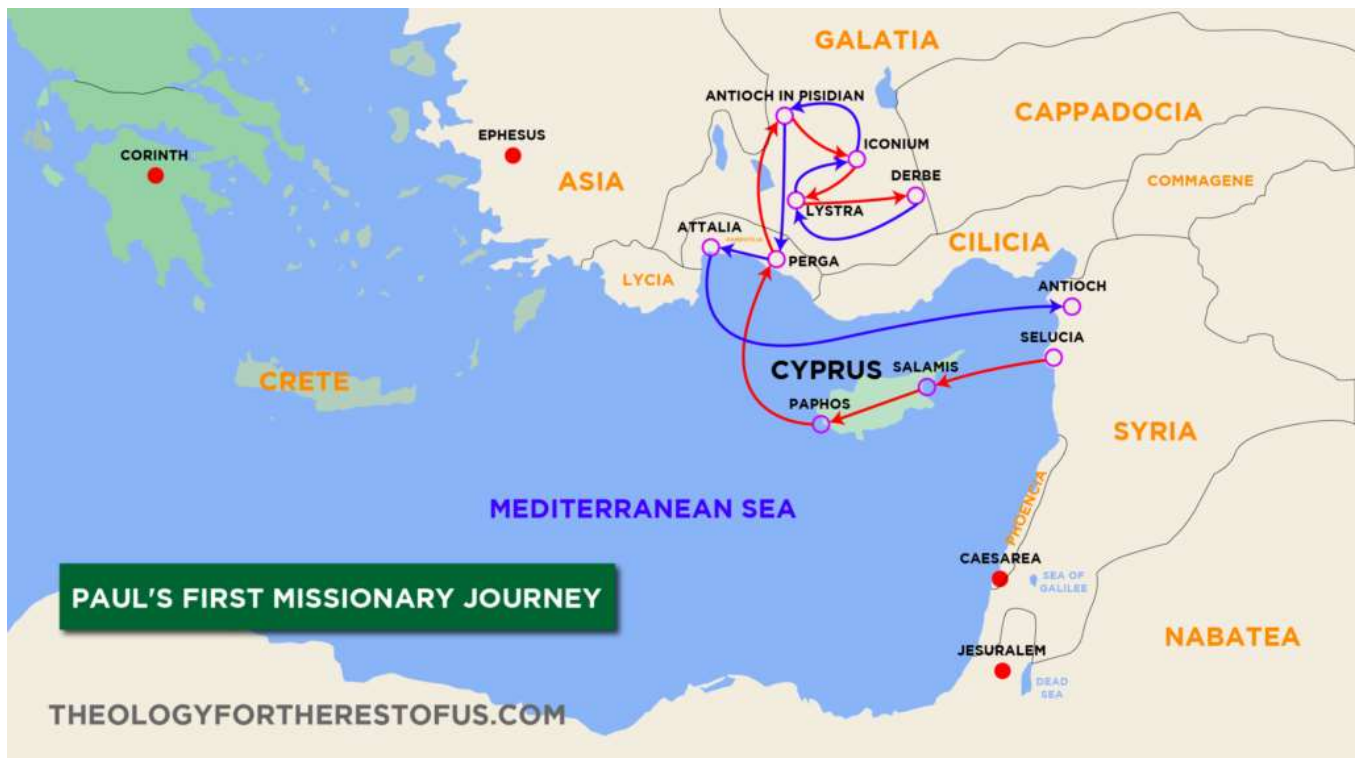 GALATIA
ANTIOCH IN PISIDIAN
CAPPADOCIA
EPHESUS
ICONIUM
CORINTH
DERBE
ASIA
COMMAGENE
LYSTRA
ATTALIA
CILICIA
PERGA
LYCIA
ANTIOCH
SELUCIA
CYPRUS
SALAMIS
CRETE
PAPHOS
SYRIA
MEDITERRANEAN SEA
PHOENCIA
CAESAREA
SEA OF
GALILEE
PAUL'S FIRST MISSIONARY JOURNEY
NABATEA
JESURALEM
DEAD
SEA
THEOLOGYFORTHERESTOFUS.COM